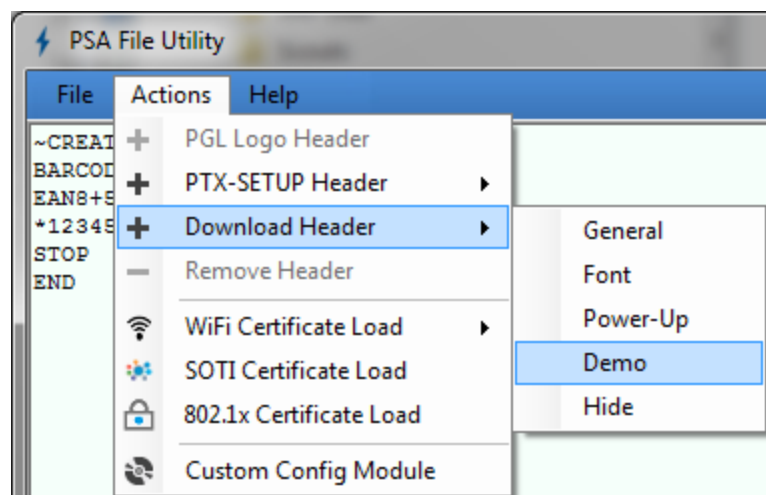 PSA File Utility
File Actions Help
~CREAT
BARCOD
EAN8+5
*12345
STOP
END
PGL Logo Header
PTX-SETUP Header
Download Header
Remove Header
WiFi Certificate Load
SOTI Certificate Load
802.1x Certificate Load
Custom Config Module
General
Font
Power-Up
Demo
Hide